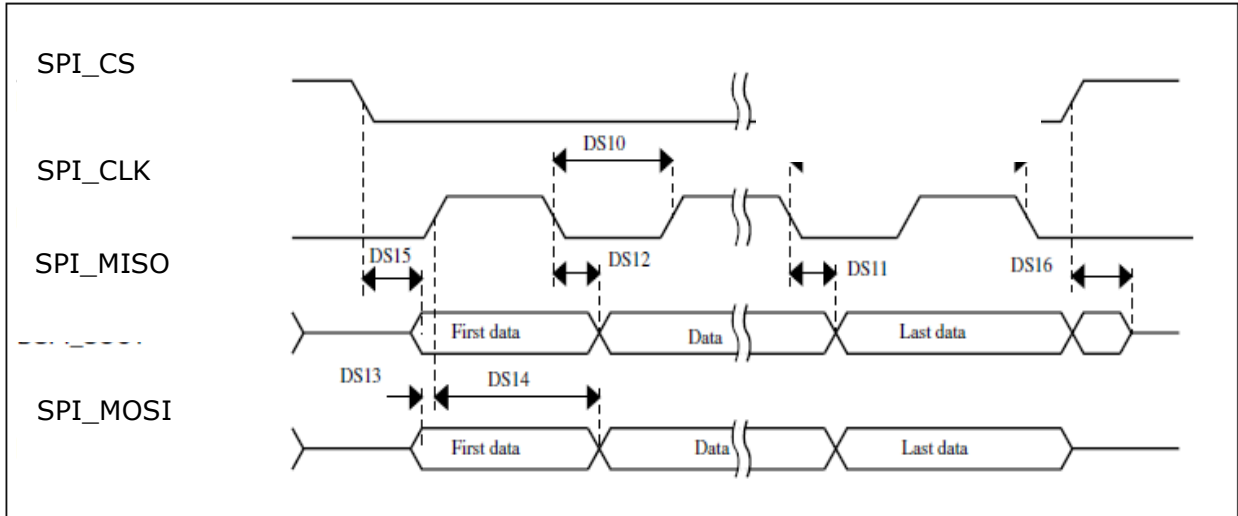 SPI_CS
DS10
SPI_CLK
DS15
DS12
DS11
DS16
SPI_MISO
First data
Data
Last data
DS13
DS14
SPI_MOSI
First data
Data
Last data